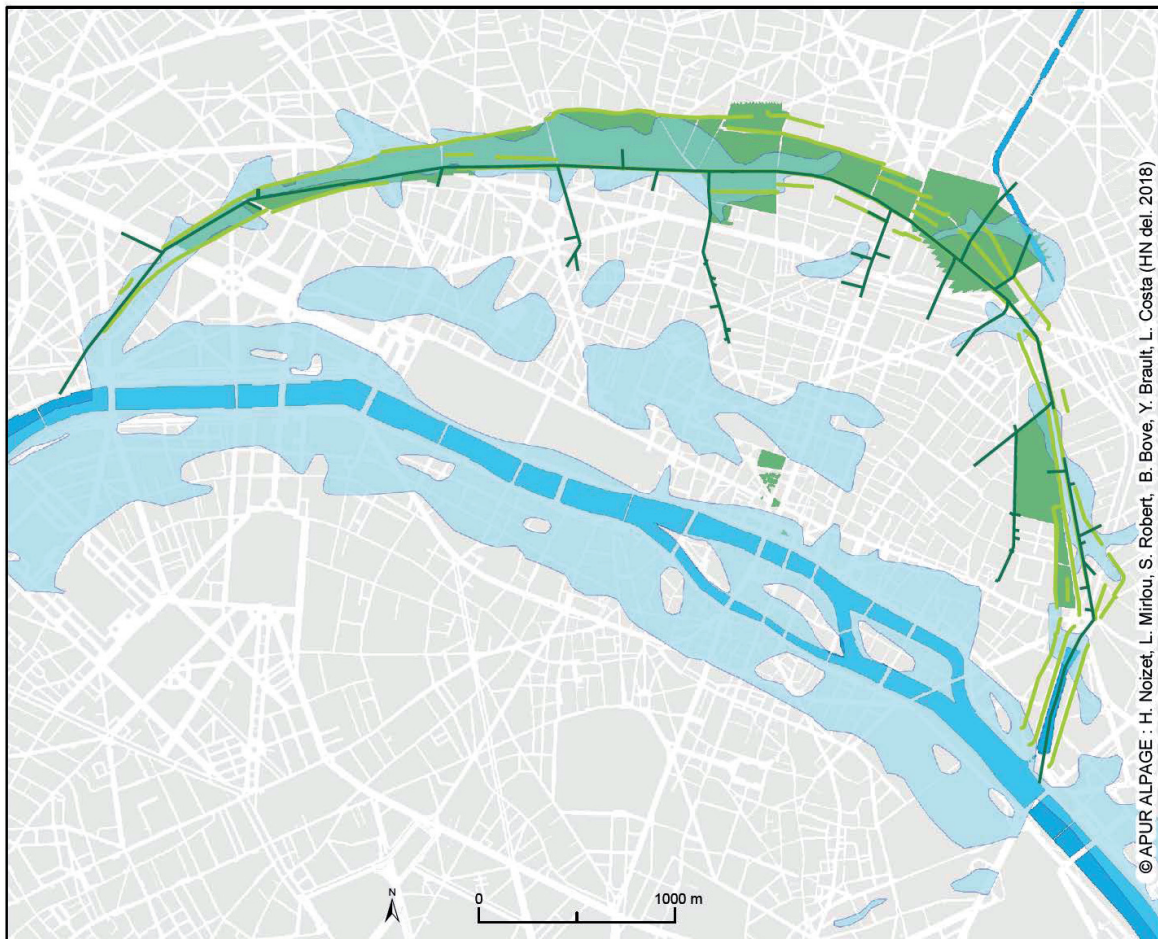 © APUR ALPAGE : H. Noizet, L. Mirlou, S. Robert, B. Bove, Y. Brault, L. Costa (HN del. 2018)
N
0 1000 m